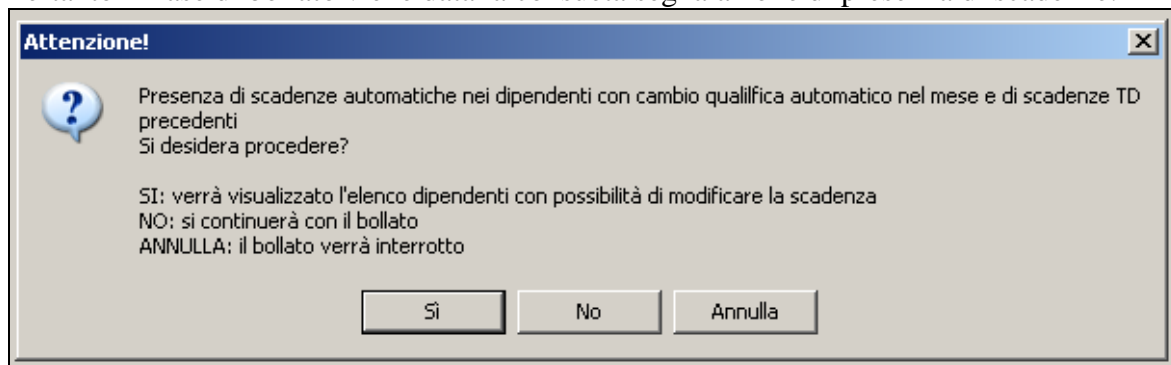 Attenzione!
Presenza di scadenze automatiche nei dipendenti con cambio qualilfica automatico nel mese e di scadenze TD
precedenti
Si desidera procedere?
SI: verrà visualizzato l'elenco dipendenti con possibilità di modificare la scadenza
NO: si continuerà con il bollato
ANNULLA: il bollato verrà interrotto
Sì
No
Annulla